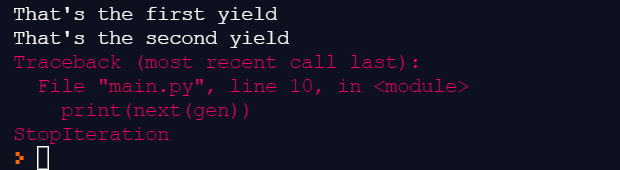 That's the first yield
That's the second yield
Traceback (most recent call last):
  File "main.py", line 10, in <module>
    print(next(gen))
StopIteration
>